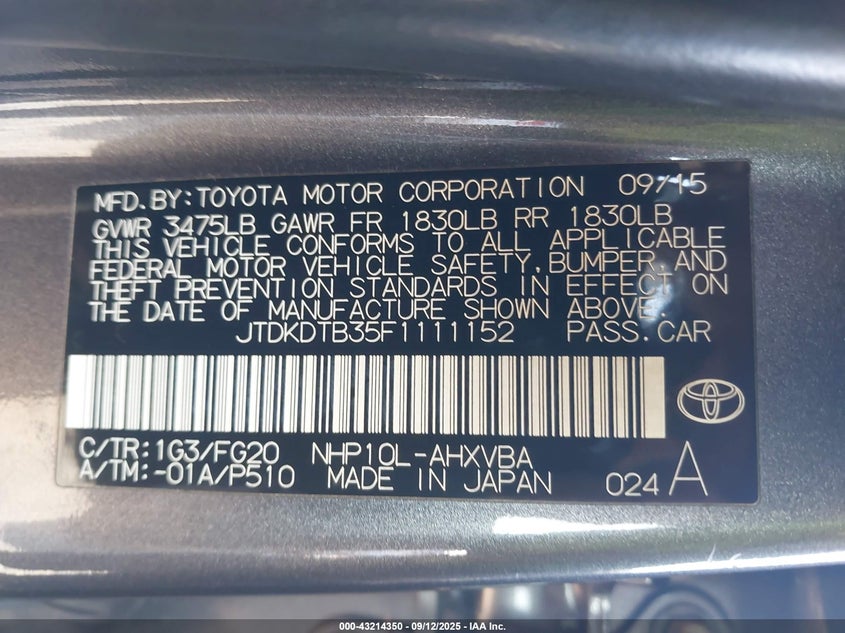 MFD. BY: TOYOTA MOTOR CORPORATION 09/15
GVWR 3475LB GAWR FR 1830LB RR 1830LB
THIS VEHICLE CONFORMS TO ALL APPLICABLE
FEDERAL MOTOR VEHICLE SAFETY, BUMPER, AND
THEFT PREVENTION STANDARDS IN EFFECT ON
THE DATE OF MANUFACTURE SHOWN ABOVE.
JTDKDTB35F1111152 PASS. CAR
C/TR: 1G3/FG20 NHP10L-AHXVBA
A/TM: -01A/P510 MADE IN JAPAN 024 A
000-43214350 - 09/12/2025 - IAA Inc.